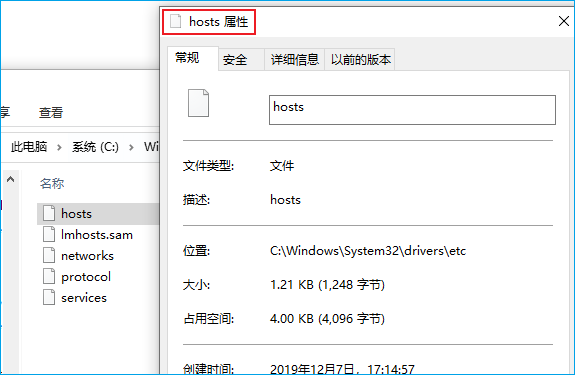 hosts 属性
常规
安全
详细信息
以前的版本
hosts
文件类型:
文件
描述:
hosts
位置:
C:\Windows\System32\drivers\etc
大小:
1.21 KB (1,248 字节)
占用空间:
4.00 KB (4,096 字节)
创建时间:
2019年12月7日，17:14:57
享
查看
此电脑
系统 (C:)
Wi
名称
hosts
lmhosts.sam
networks
protocol
services